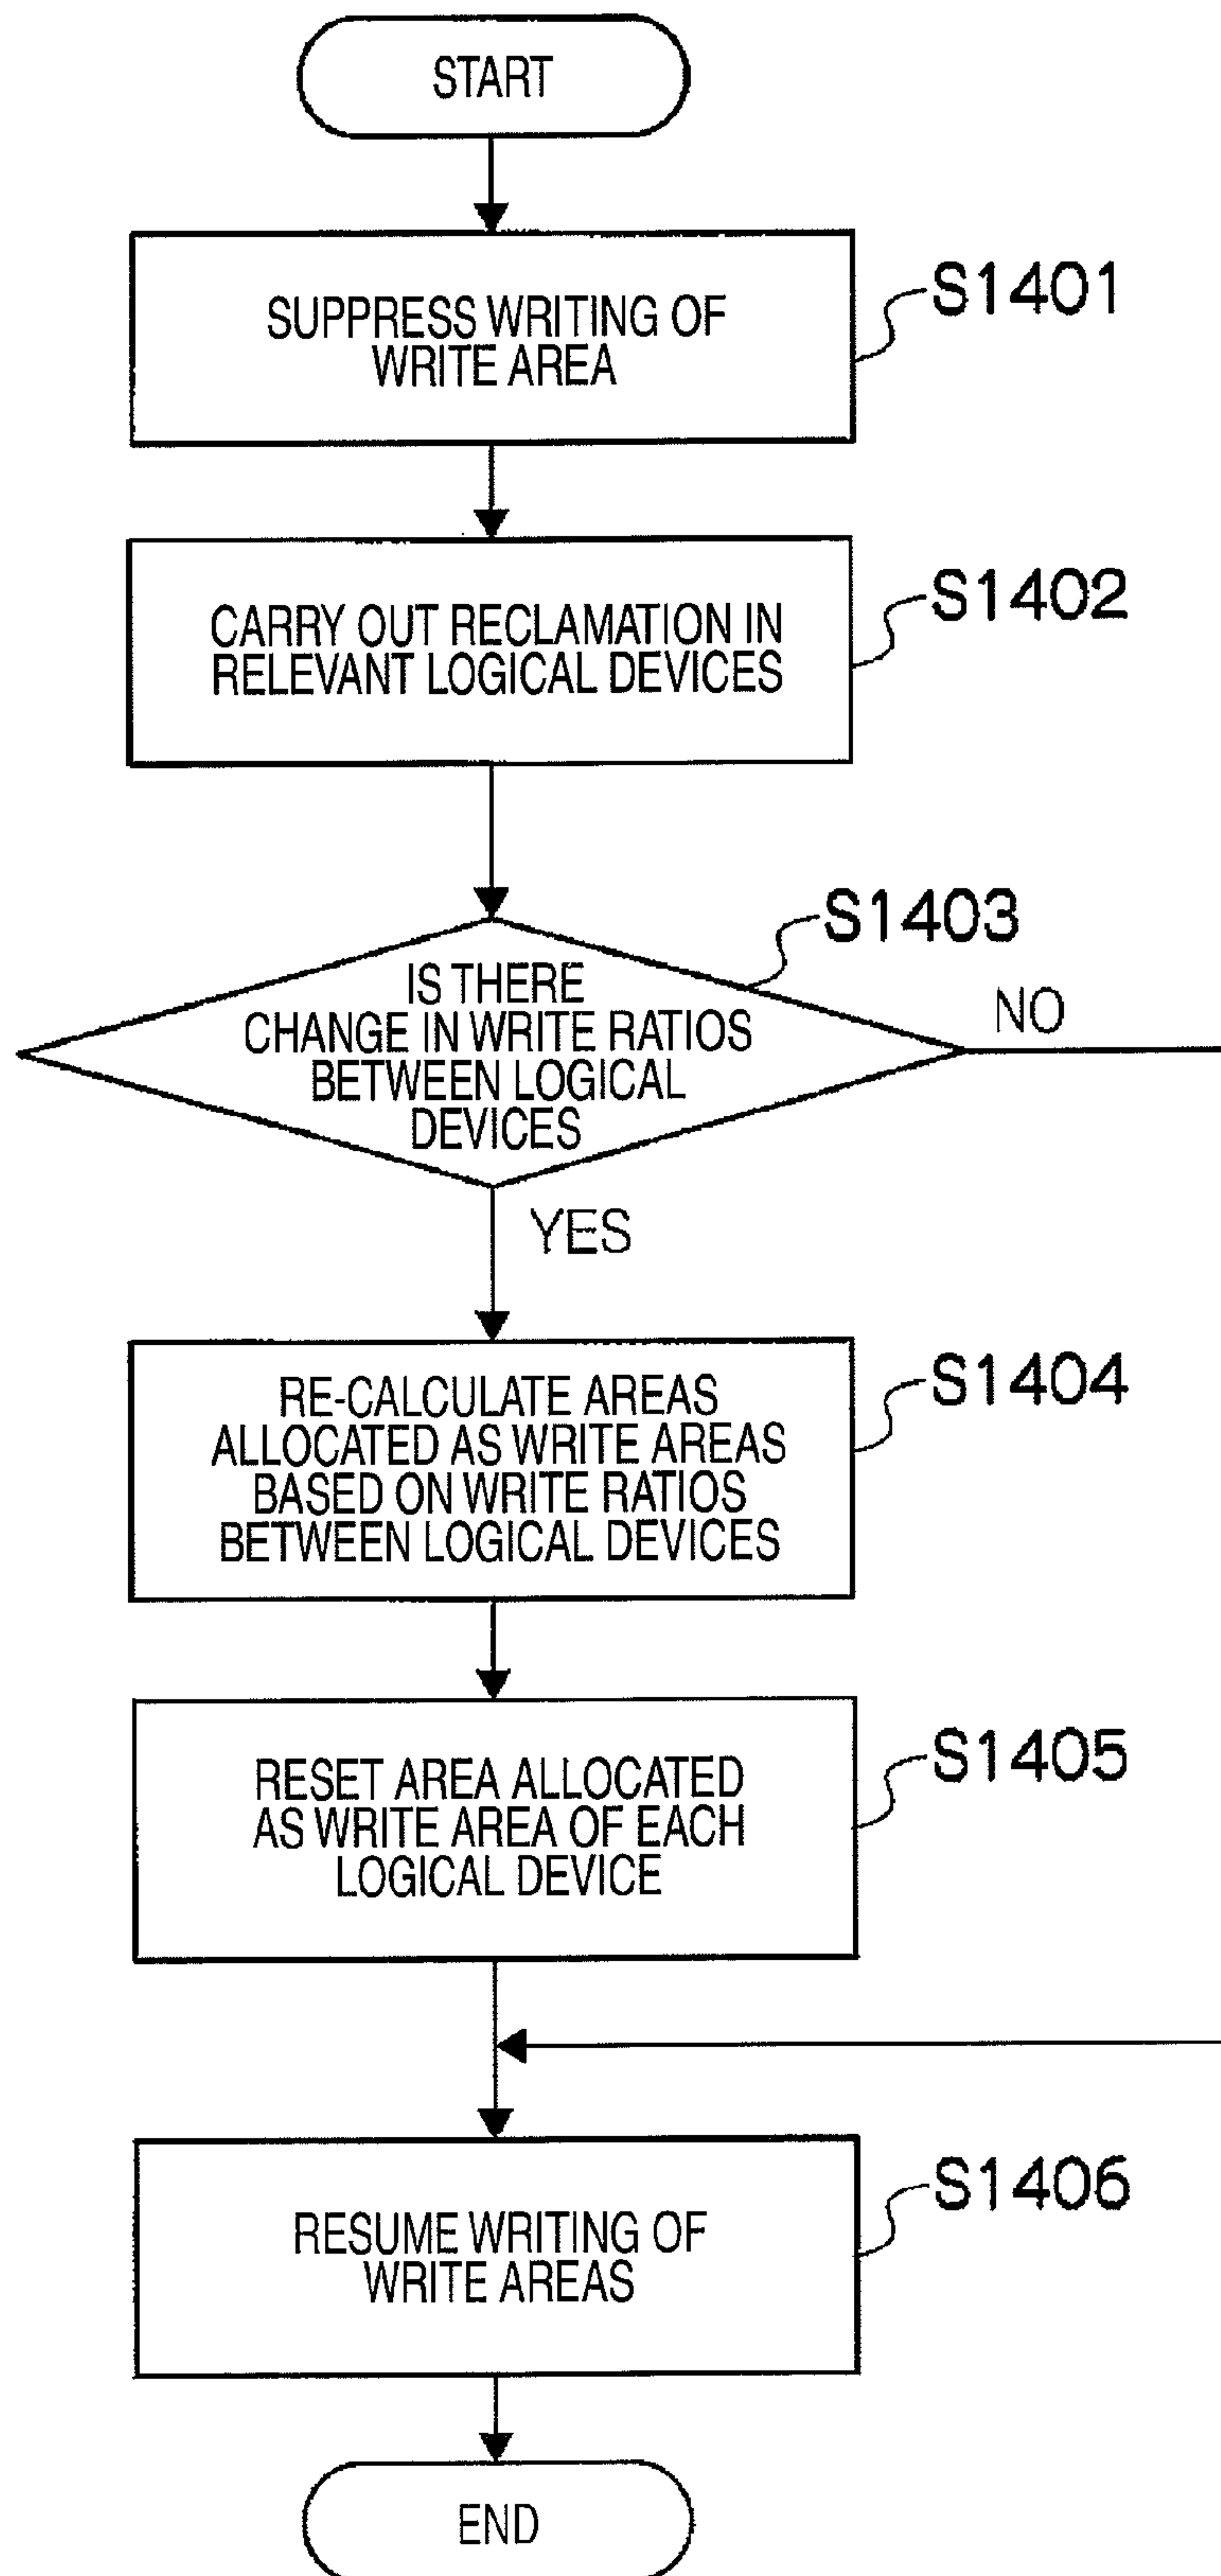 START
SUPPRESS WRITING OF
WRITE AREA
S1401
CARRY OUT RECLAMATION IN
RELEVANT LOGICAL DEVICES
S1402
S1403
IS THERE
CHANGE IN WRITE RATIOS
BETWEEN LOGICAL
DEVICES
NO
YES
RE-CALCULATE AREAS
ALLOCATED AS WRITE AREAS
BASED ON WRITE RATIOS
BETWEEN LOGICAL DEVICES
S1404
RESET AREA ALLOCATED
AS WRITE AREA OF EACH
LOGICAL DEVICE
S1405
RESUME WRITING OF
WRITE AREAS
S1406
END